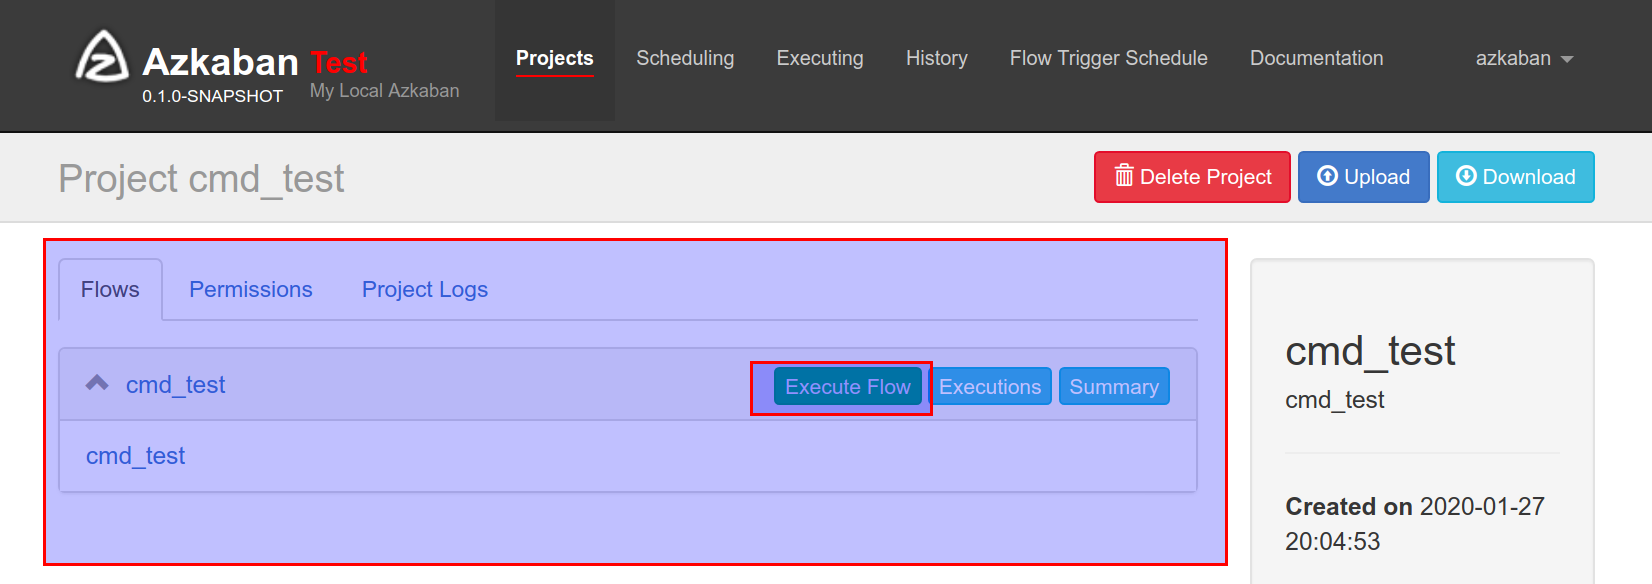 Azkaban Test
0.1.0-SNAPSHOT My Local Azkaban
Projects Scheduling Executing History Flow Trigger Schedule Documentation azkaban
Project cmd_test
Delete Project Upload Download
Flows Permissions Project Logs
cmd_test Execute Flow Executions Summary
cmd_test
cmd_test
cmd_test
Created on 2020-01-27
20:04:53